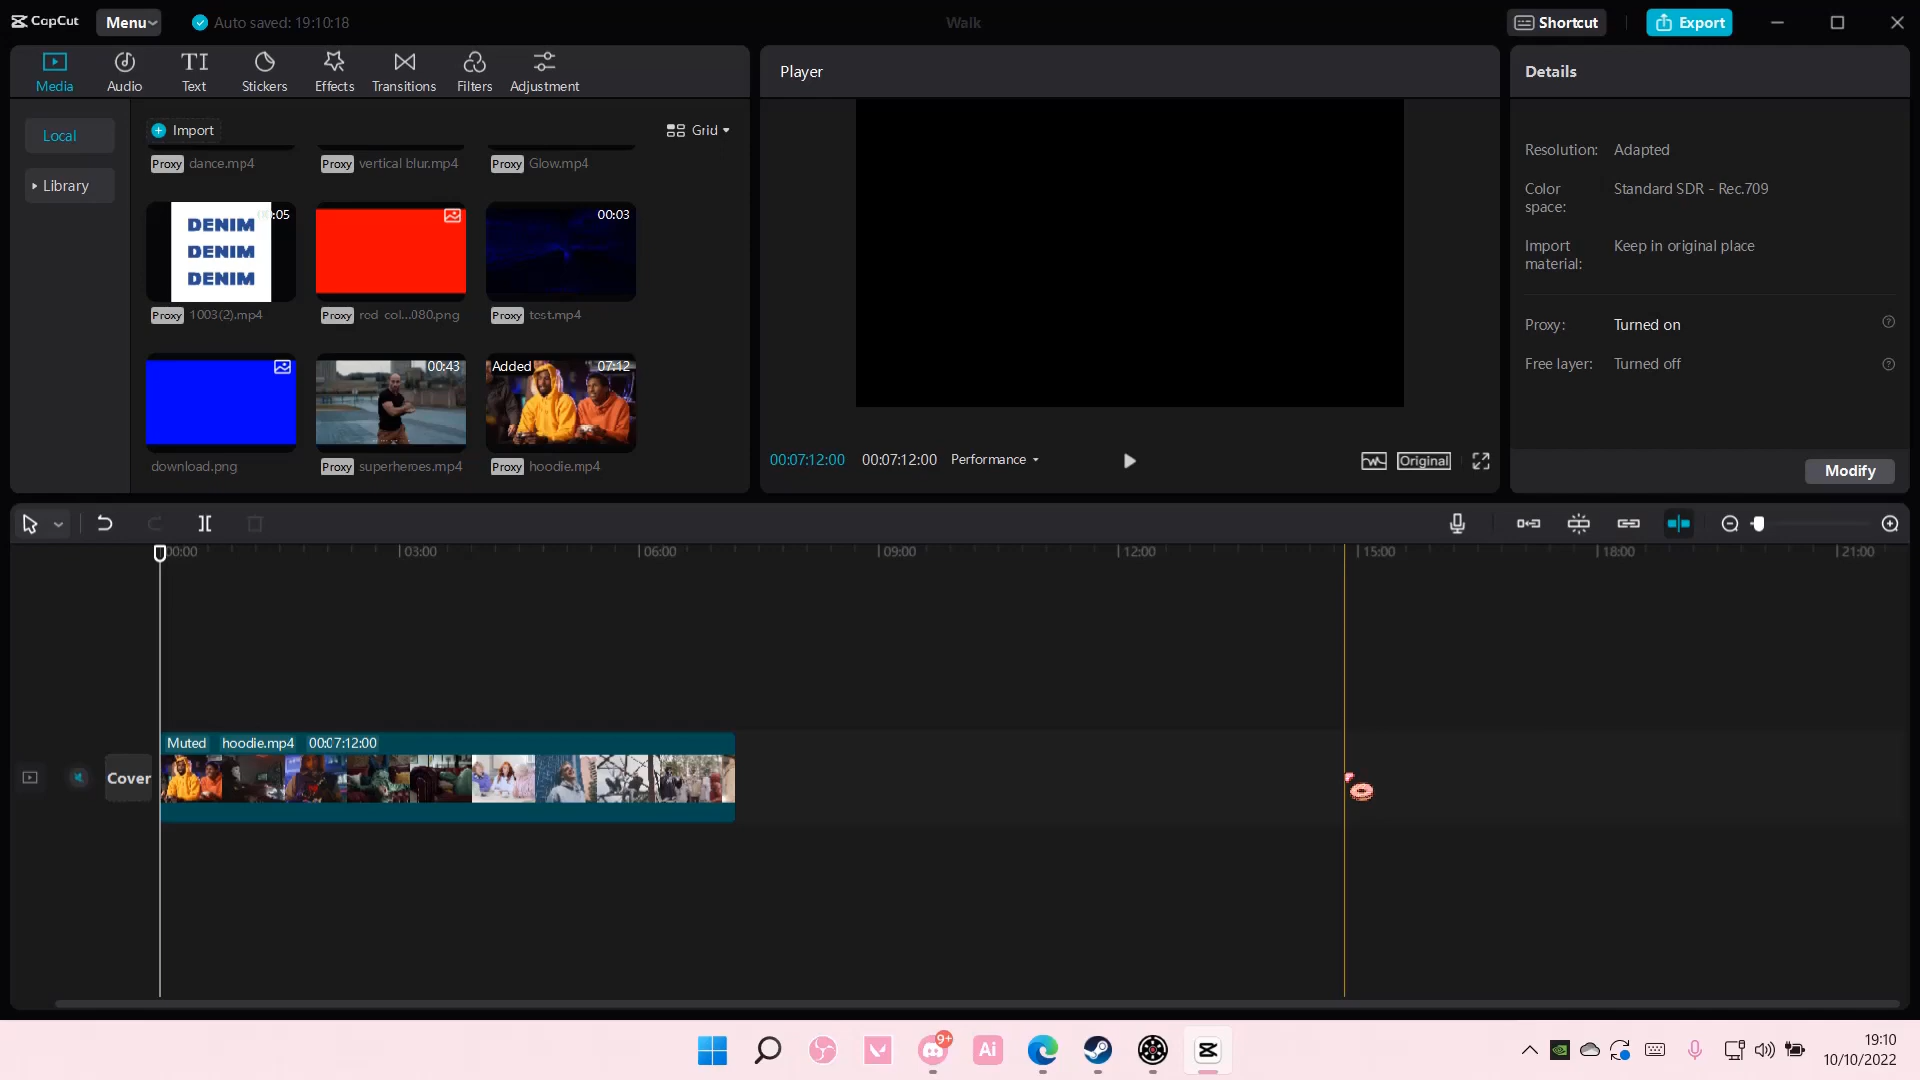 CapCut Menu Auto saved: 19:10:18 Walk Shortcut Export
Media Audio Text Stickers Effects Transitions Filters Adjustment
Player
Details
Local
Library
Import Grid
Proxy dance.mp4 Proxy vertical blur.mp4 Proxy Glow.mp4
DENIM
DENIM
DENIM
:05
00:03
Proxy 1003(2).mp4 Proxy red-col...080.png Proxy test.mp4
00:43
Added 07:12
download.png Proxy superheroes.mp4 Proxy hoodie.mp4
00:07:12:00 00:07:12:00 Performance Original
Resolution: Adapted
Color space: Standard SDR - Rec.709
Import material: Keep in original place
Proxy: Turned on
Free layer: Turned off
Modify
00:00 03:00 06:00 09:00 12:00 15:00 18:00 21:00
Muted hoodie.mp4 00:07:12:00
Cover
9+
Ai
19:10
10/10/2022